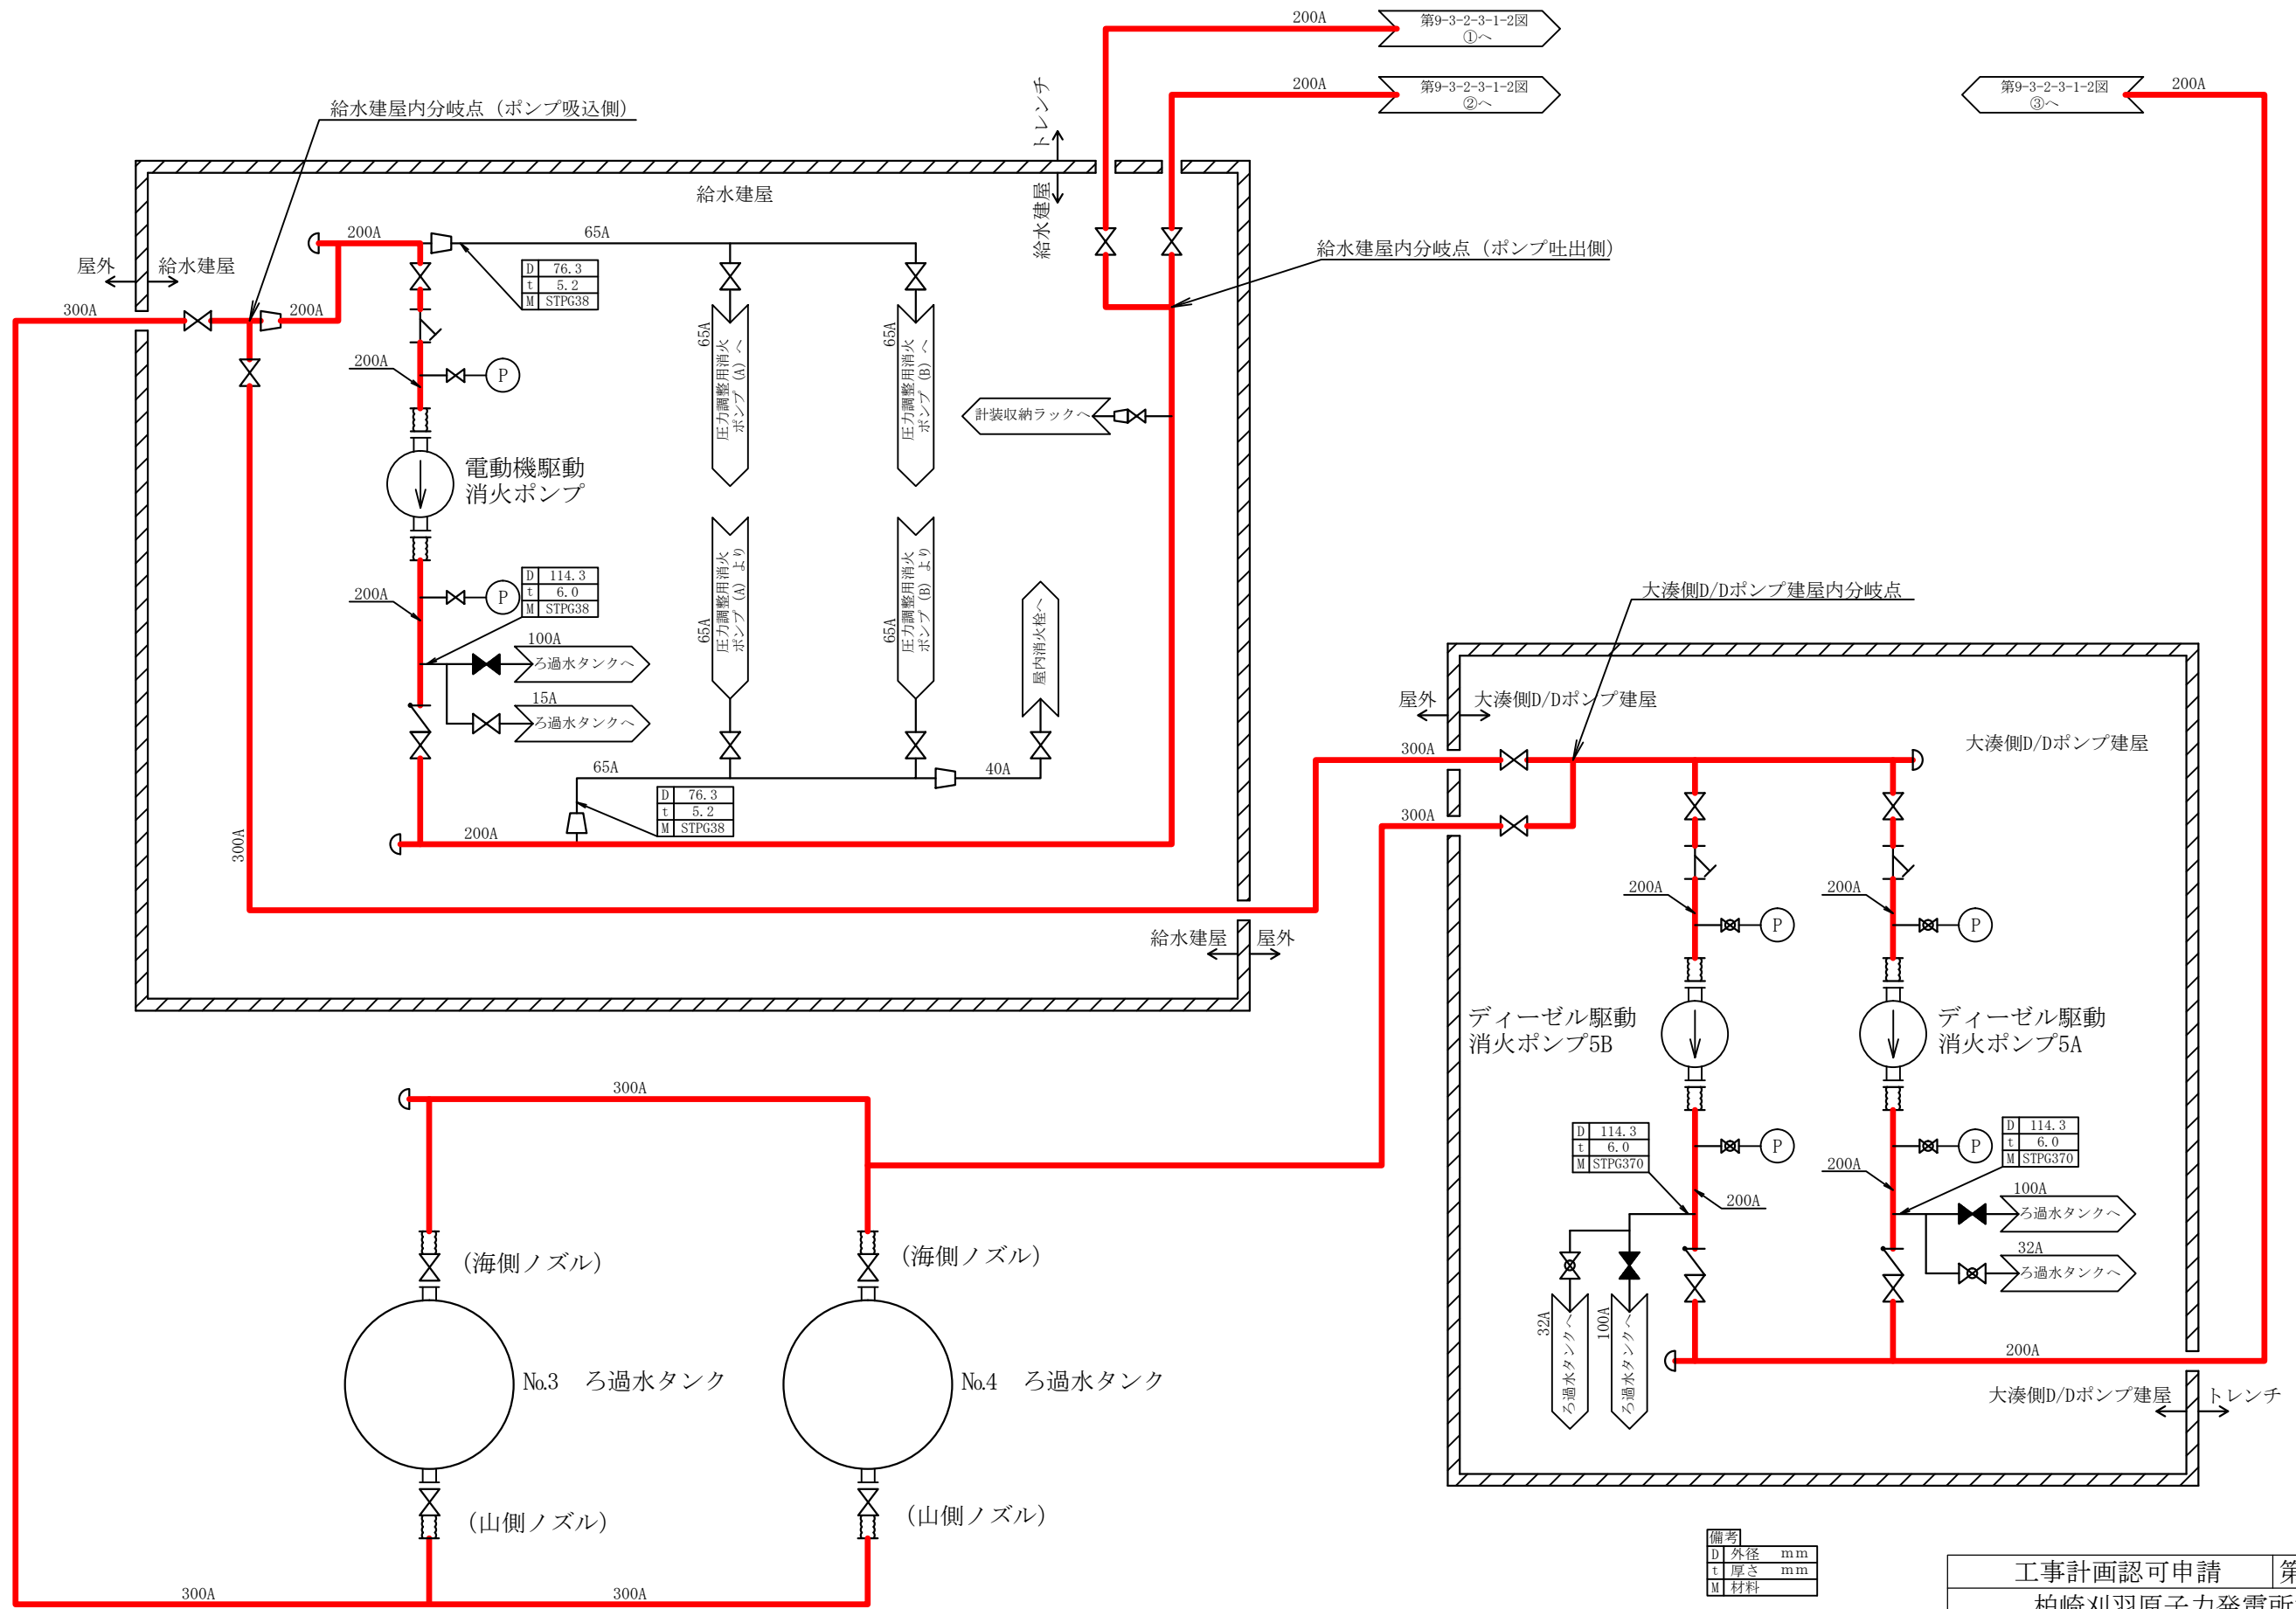 200A
第9-3-2-3-1-2図
①へ
200A
第9-3-2-3-1-2図
②へ
第9-3-2-3-1-2図
③へ
200A
給水建屋内分岐点（ポンプ吸込側）
トレンチ
給水建屋
給水建屋
給水建屋内分岐点（ポンプ吐出側）
屋外
給水建屋
300A
200A
200A
65A
D 76.3
t 5.2
M STPG38
200A
P
65A
圧力調整用消火
ポンプ（A）へ
65A
圧力調整用消火
ポンプ（B）へ
計装収納ラックへ
電動機駆動
消火ポンプ
200A
P
D 114.3
t 6.0
M STPG38
100A
ろ過水タンクへ
15A
ろ過水タンクへ
65A
圧力調整用消火
ポンプ（A）より
65A
圧力調整用消火
ポンプ（B）より
屋内消火栓へ
65A
40A
D 76.3
t 5.2
M STPG38
200A
300A
給水建屋
屋外
大湊側D/Dポンプ建屋内分岐点
屋外
大湊側D/Dポンプ建屋
大湊側D/Dポンプ建屋
300A
300A
200A
P
200A
P
ディーゼル駆動
消火ポンプ5B
ディーゼル駆動
消火ポンプ5A
D 114.3
t 6.0
M STPG370
P
200A
D 114.3
t 6.0
M STPG370
P
200A
100A
ろ過水タンクへ
32A
ろ過水タンクへ
32A
ろ過水タンクへ
100A
ろ過水タンクへ
200A
大湊側D/Dポンプ建屋
トレンチ
300A
（海側ノズル）
（海側ノズル）
№3　ろ過水タンク
№4　ろ過水タンク
（山側ノズル）
（山側ノズル）
300A
300A
備考
D 外径 mm
t 厚さ mm
M 材料
工事計画認可申請
第
柏崎刈羽原子力発電所